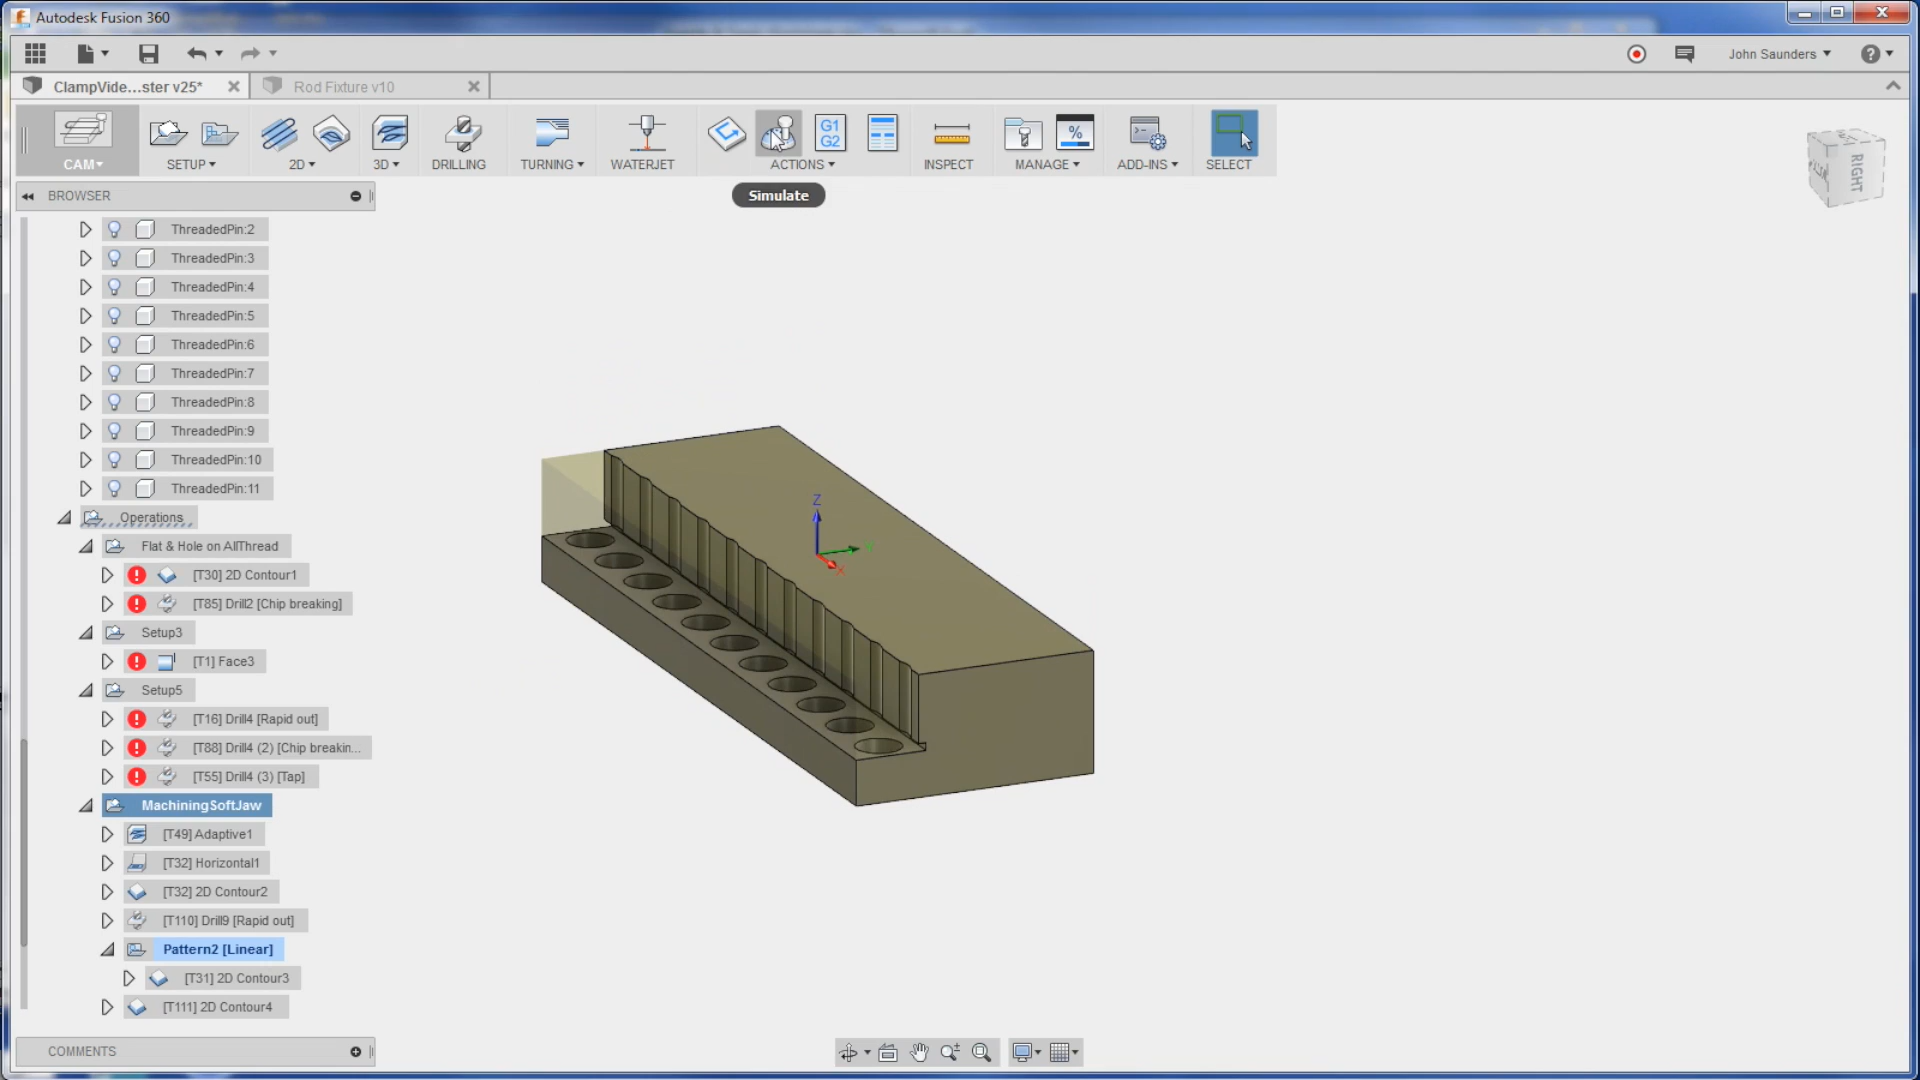 Autodesk Fusion 360
John Saunders
ClampVide...ster v25*
Rod Fixture v10
G1
G2
%
CAM
SETUP
2D
3D
DRILLING
TURNING
WATERJET
ACTIONS
INSPECT
MANAGE
ADD-INS
SELECT
RIGHT
BROWSER
Simulate
ThreadedPin:2
ThreadedPin:3
ThreadedPin:4
ThreadedPin:5
ThreadedPin:6
ThreadedPin:7
ThreadedPin:8
ThreadedPin:9
ThreadedPin:10
ThreadedPin:11
Operations
Flat & Hole on AllThread
[T30] 2D Contour1
[T85] Drill2 [Chip breaking]
Setup3
[T1] Face3
Setup5
[T16] Drill4 [Rapid out]
[T88] Drill4 (2) [Chip breakin...
[T55] Drill4 (3) [Tap]
MachiningSoftJaw
[T49] Adaptive1
[T32] Horizontal1
[T32] 2D Contour2
[T110] Drill9 [Rapid out]
Pattern2 [Linear]
[T31] 2D Contour3
[T111] 2D Contour4
Z
Y
X
COMMENTS